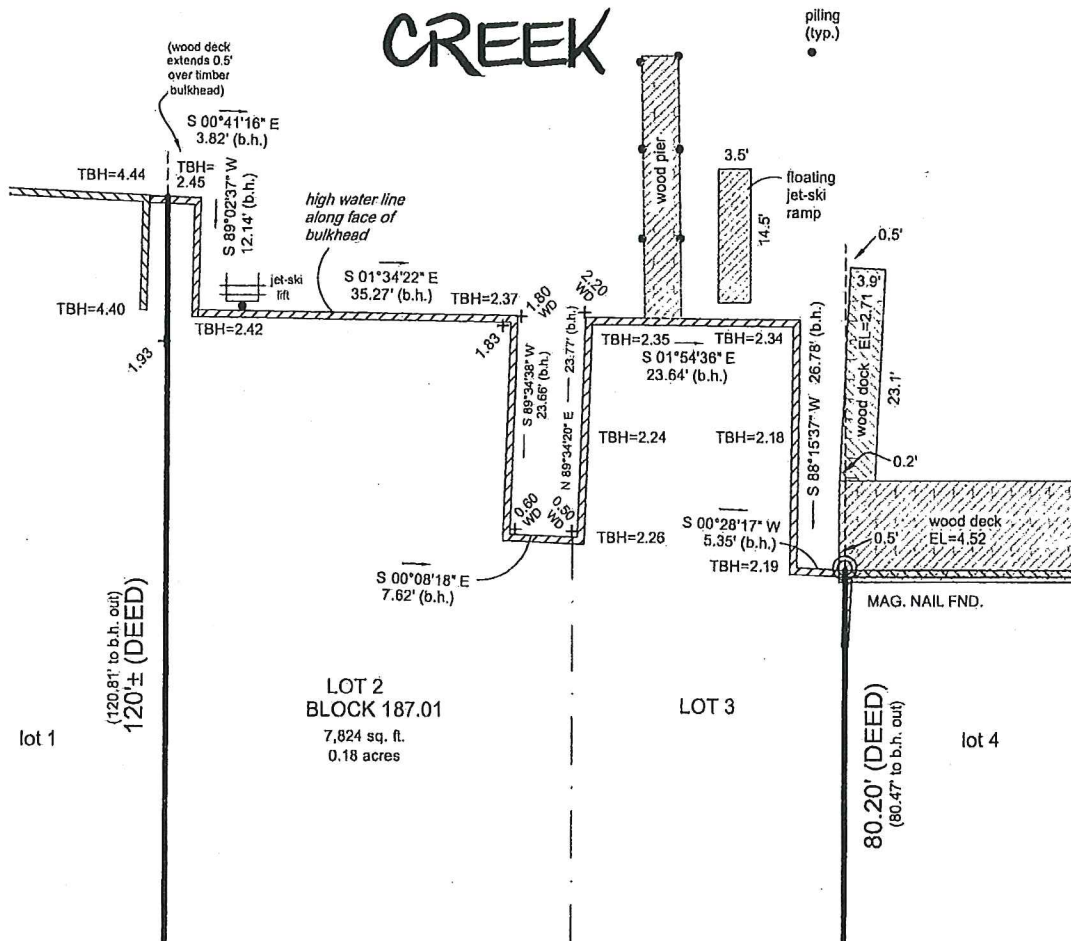 CREEK
piling
(typ.)
(wood deck
extends 0.5'
over timber
bulkhead)
S 00°41'16" E
3.82' (b.h.)
TBH=4.44
TBH=
2.45
S 89°02'37" W
12.14' (b.h.)
high water line
along face of
bulkhead
jet-ski
lift
S 01°34'22" E
35.27' (b.h.)
TBH=4.40
TBH=2.42
1.93
TBH=2.37
1.80
WD
2.20
WD
1.83
S 89°34'38" W
23.66' (b.h.)
N 89°34'20" E
23.77' (b.h.)
wood pier
3.5'
14.5'
floating
jet-ski
ramp
TBH=2.35
TBH=2.34
S 01°54'36" E
23.64' (b.h.)
TBH=2.24
TBH=2.18
S 88°15'37" W
26.78' (b.h.)
0.5'
3.9'
wood dock EL=2.71
23.1'
0.2'
0.60
WD
0.50
WD
TBH=2.26
S 00°28'17" W
5.35' (b.h.)
TBH=2.19
0.5'
wood deck
EL=4.52
S 00°08'18" E
7.62' (b.h.)
MAG. NAIL FND.
(120.81' to b.h. out)
120'± (DEED)
LOT 2
BLOCK 187.01
7,824 sq. ft.
0.18 acres
LOT 3
lot 1
lot 4
80.20' (DEED)
(80.47' to b.h. out)